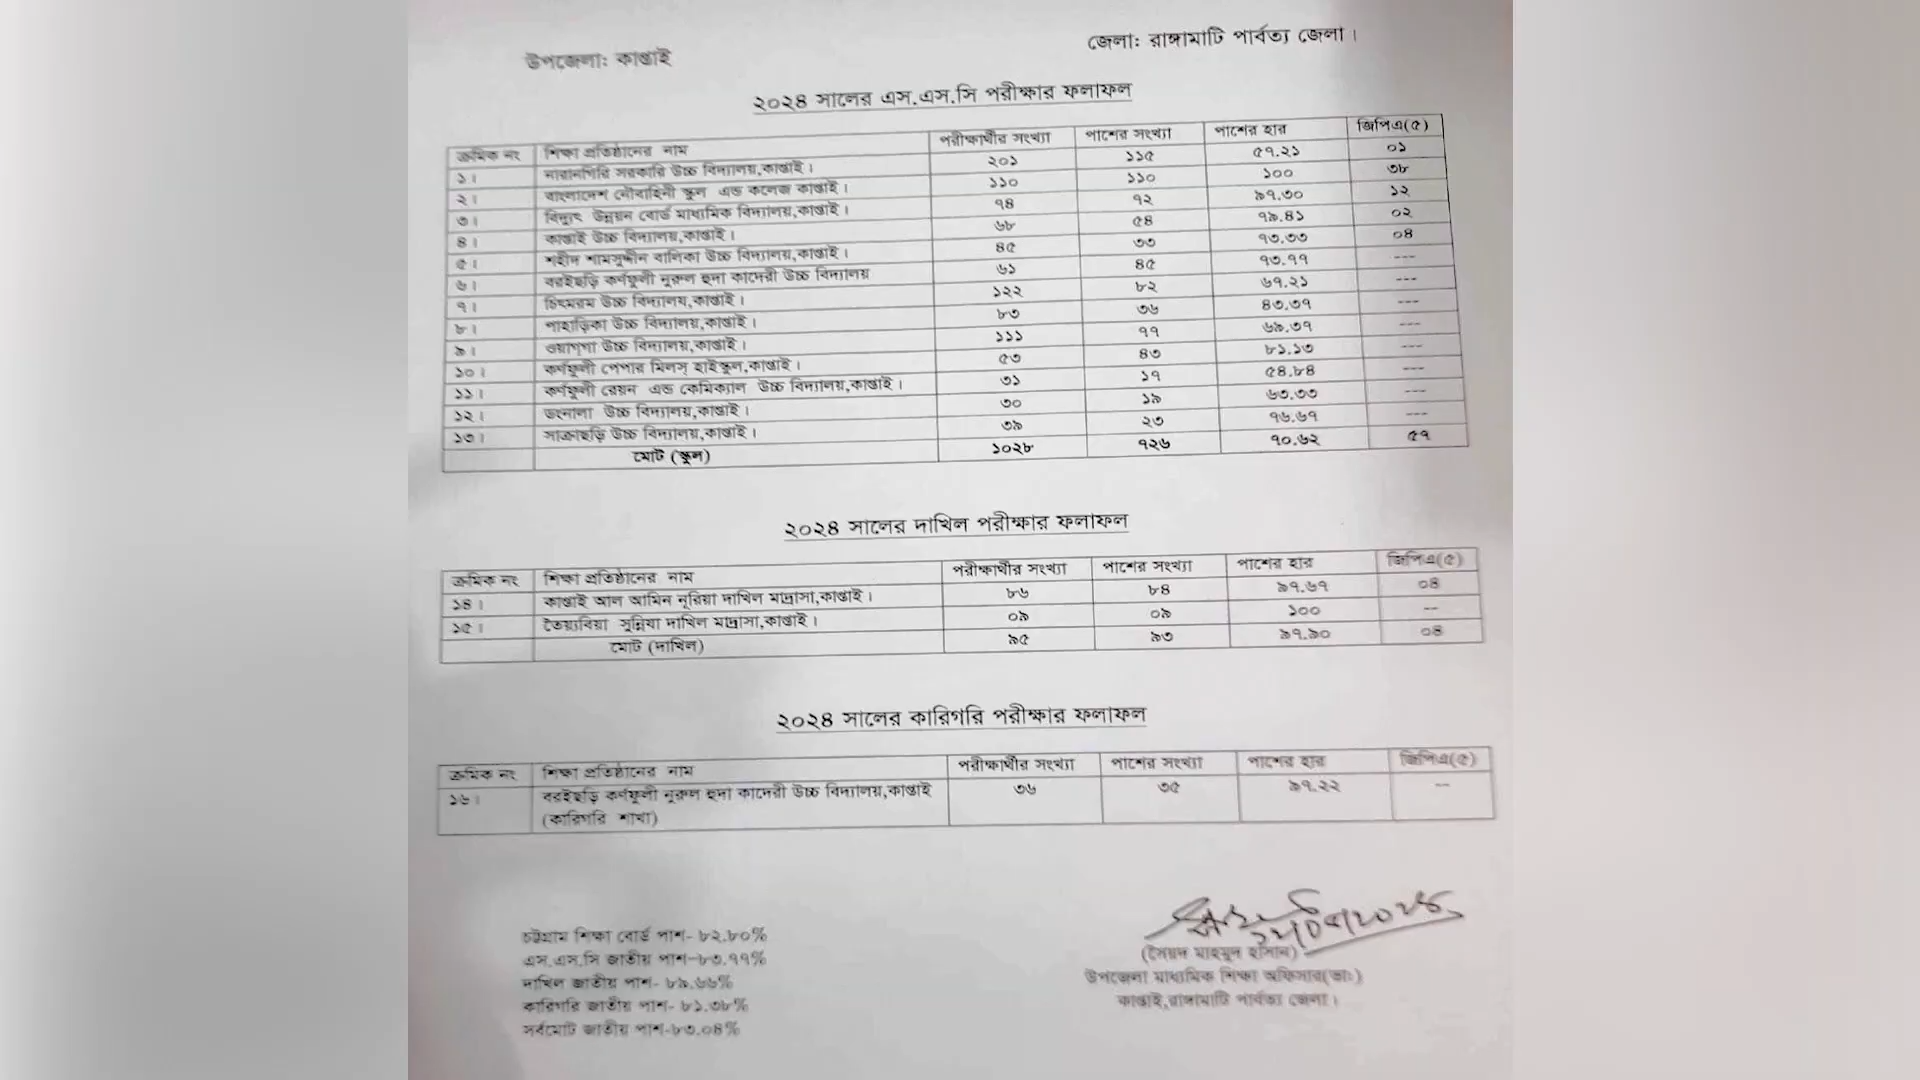 উপজেলাঃ কাপ্তাই
জেলাঃ রাঙ্গামাটি পার্বত্য জেলা।
২০২৪ সালের এস.এস.সি পরীক্ষার ফলাফল
ক্রমিক নং শিক্ষা প্রতিষ্ঠানের নাম পরীক্ষার্থীর সংখ্যা পাশের সংখ্যা পাশের হার জিপিএ(৫)
১। নারানগিরি সরকারি উচ্চ বিদ্যালয়,কাপ্তাই। ২০১ ১১৫ ৫৭.২১ ০১
২। বাংলাদেশ নৌবাহিনী স্কুল এন্ড কলেজ কাপ্তাই। ১১০ ১১০ ১০০ ৩৮
৩। বিদ্যুৎ উন্নয়ন বোর্ড মাধ্যমিক বিদ্যালয়,কাপ্তাই। ৭৪ ৭২ ৯৭.৩০ ১২
৪। কাপ্তাই উচ্চ বিদ্যালয়,কাপ্তাই। ৬৮ ৫৪ ৭৯.৪১ ০২
৫। শহীদ শামসুদ্দীন বালিকা উচ্চ বিদ্যালয়,কাপ্তাই। ৪৫ ৩৩ ৭৩.৩৩ ০৪
৬। বরইছড়ি কর্ণফুলী নূরুল হুদা কাদেরী উচ্চ বিদ্যালয় ৬১ ৪৫ ৭৩.৭৭ ---
৭। চিৎমরম উচ্চ বিদ্যালয়,কাপ্তাই। ১২২ ৮২ ৬৭.২১ ---
৮। পাহাড়িকা উচ্চ বিদ্যালয়,কাপ্তাই। ৮৩ ৩৬ ৪৩.৩৭ ---
৯। ওয়াগ্গা উচ্চ বিদ্যালয়,কাপ্তাই। ১১১ ৭৭ ৬৯.৩৭ ---
১০। কর্ণফুলী পেপার মিলস্ হাইস্কুল,কাপ্তাই। ৫৩ ৪৩ ৮১.১৩ ---
১১। কর্ণফুলী রেয়ন এন্ড কেমিক্যাল উচ্চ বিদ্যালয়,কাপ্তাই। ৩১ ১৭ ৫৪.৮৪ ---
১২। ডংনালা উচ্চ বিদ্যালয়,কাপ্তাই। ৩০ ১৯ ৬৩.৩৩ ---
১৩। সাক্রাছড়ি উচ্চ বিদ্যালয়,কাপ্তাই। ৩৯ ২৩ ৭৬.৬৭ ---
মোট (স্কুল) ১০২৮ ৭২৬ ৭০.৬২ ৫৭
২০২৪ সালের দাখিল পরীক্ষার ফলাফল
ক্রমিক নং শিক্ষা প্রতিষ্ঠানের নাম পরীক্ষার্থীর সংখ্যা পাশের সংখ্যা পাশের হার জিপিএ(৫)
১৪। কাপ্তাই আল আমিন নূরিয়া দাখিল মাদ্রাসা,কাপ্তাই। ৮৬ ৮৪ ৯৭.৬৭ ০৪
১৫। তৈয়্যবিয়া সুন্নিয়া দাখিল মাদ্রাসা,কাপ্তাই। ০৯ ০৯ ১০০ --
মোট (দাখিল) ৯৫ ৯৩ ৯৭.৯০ ০৪
২০২৪ সালের কারিগরি পরীক্ষার ফলাফল
ক্রমিক নং শিক্ষা প্রতিষ্ঠানের নাম পরীক্ষার্থীর সংখ্যা পাশের সংখ্যা পাশের হার জিপিএ(৫)
১৬। বরইছড়ি কর্ণফুলী নূরুল হুদা কাদেরী উচ্চ বিদ্যালয়,কাপ্তাই ৩৬ ৩৫ ৯৭.২২ --
(কারিগরি শাখা)
চট্টগ্রাম শিক্ষা বোর্ড পাশ- ৮২.৮০%
এস.এস.সি জাতীয় পাশ-৮৩.৭৭%
দাখিল জাতীয় পাশ- ৮৯.৬৬%
কারিগরি জাতীয় পাশ- ৮১.৩৮%
সর্বমোট জাতীয় পাশ-৮৩.০৪%
(সৈয়দ মাহমুদ হাসান)
উপজেলা মাধ্যমিক শিক্ষা অফিসার(ভাঃ)
কাপ্তাই,রাঙ্গামাটি পার্বত্য জেলা।